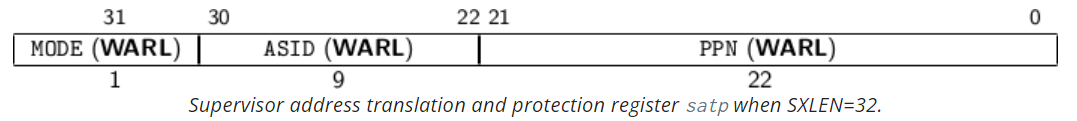 31 30 22 21 0
MODE (WARL) ASID (WARL) PPN (WARL)
1 9 22
Supervisor address translation and protection register satp when SXLEN=32.